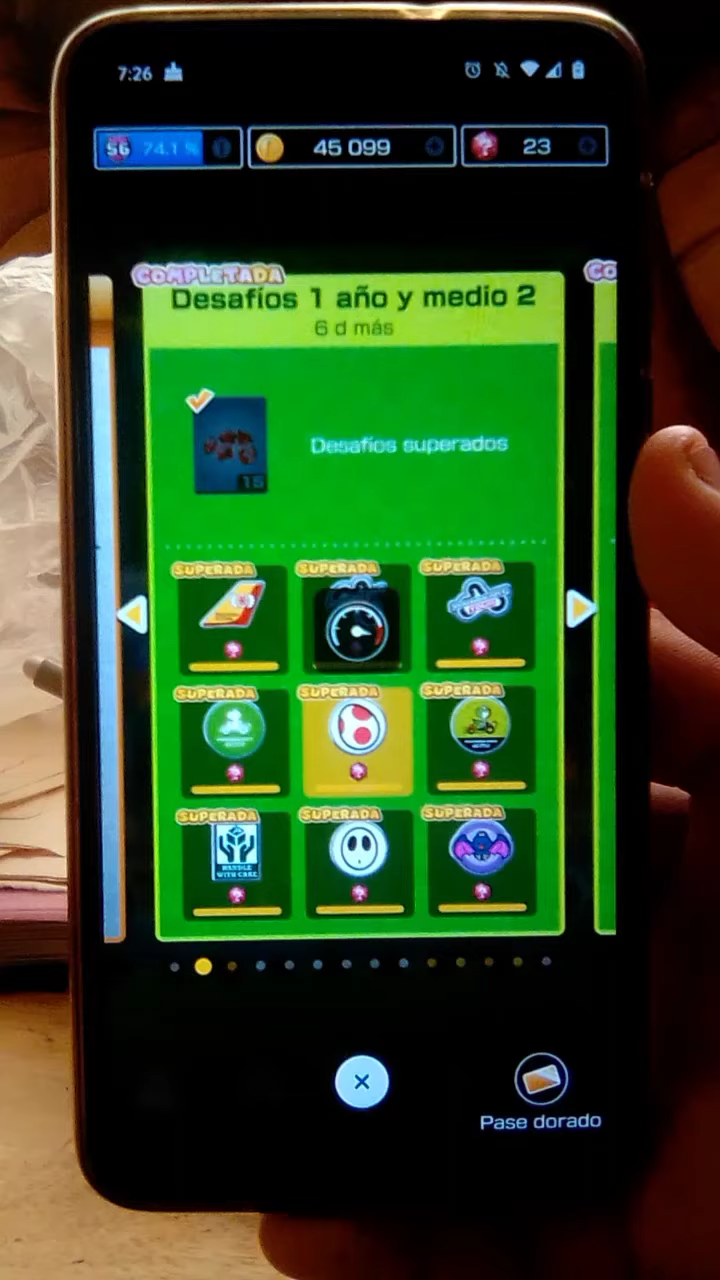 7:26
56 74.1 % 45 099 23
COMPLETADA
CO
Desafíos 1 año y medio 2
6 d más
Desafíos superados
15
SUPERADA SUPERADA SUPERADA
SUPERADA SUPERADA SUPERADA
SUPERADA SUPERADA SUPERADA
HANDLE
WITH CARE
Pase dorado